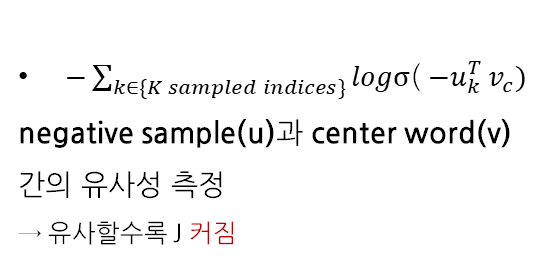 • −∑k∈{K sampled indices} logσ( −u_k^T v_c)
negative sample(u)과 center word(v)
간의 유사성 측정
→ 유사할수록 J 커짐